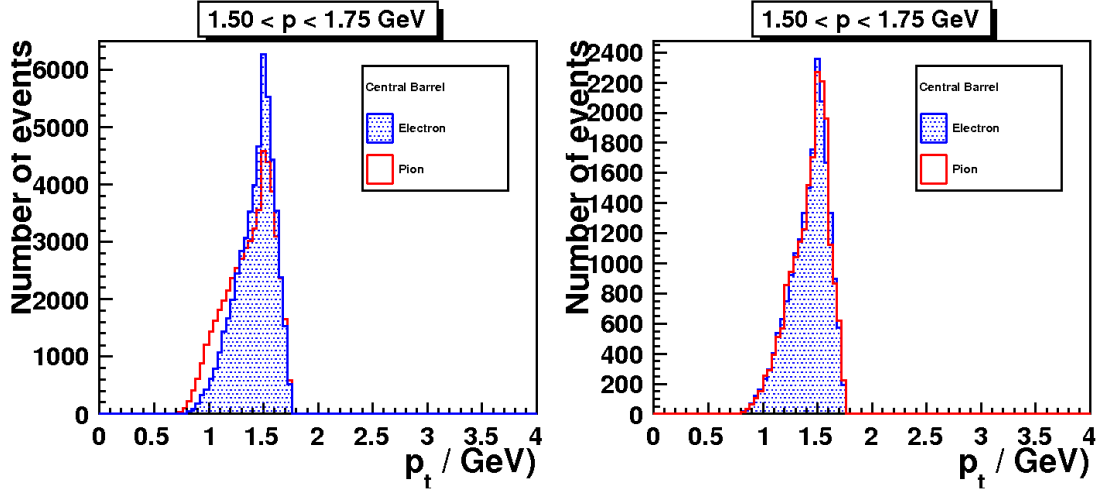 1.50 < p < 1.75 GeV
Number of events
6000
5000
4000
3000
2000
1000
0
Central Barrel
Electron
Pion
0 0.5 1 1.5 2 2.5 3 3.5 4
p_t / GeV)
1.50 < p < 1.75 GeV
Number of events
2400
2200
2000
1800
1600
1400
1200
1000
800
600
400
200
0
Central Barrel
Electron
Pion
0 0.5 1 1.5 2 2.5 3 3.5 4
p_t / GeV)